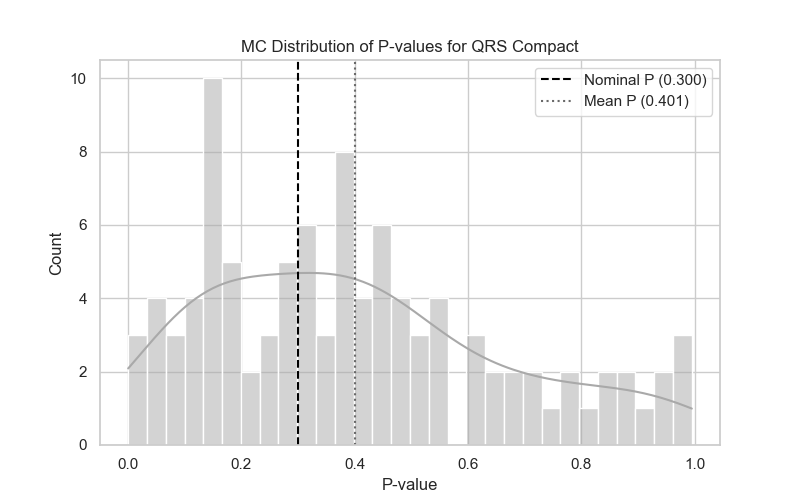 MC Distribution of P-values for QRS Compact
Nominal P (0.300)
Mean P (0.401)
10
8
6
4
2
0
Count
0.0 0.2 0.4 0.6 0.8 1.0
P-value